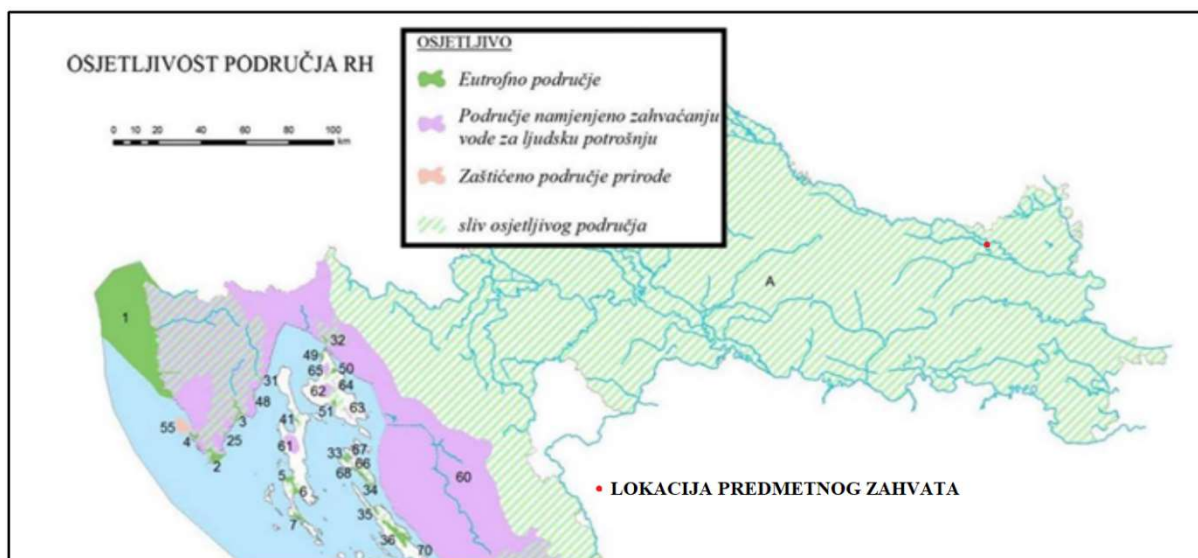 OSJETLJIVOST PODRUČJA RH
0 10 20 40 60 80 100
km
OSJETLJIVO
Eutrofno područje
Područje namjenjeno zahvaćanju
vode za ljudsku potrošnju
Zaštićeno područje prirode
sliv osjetljivog područja
A
1
32
49
65
50
31
62
64
48
51
63
3
41
55
4
25
61
2
33
67
66
68
5
6
34
60
7
35
36
70
LOKACIJA PREDMETNOG ZAHVATA